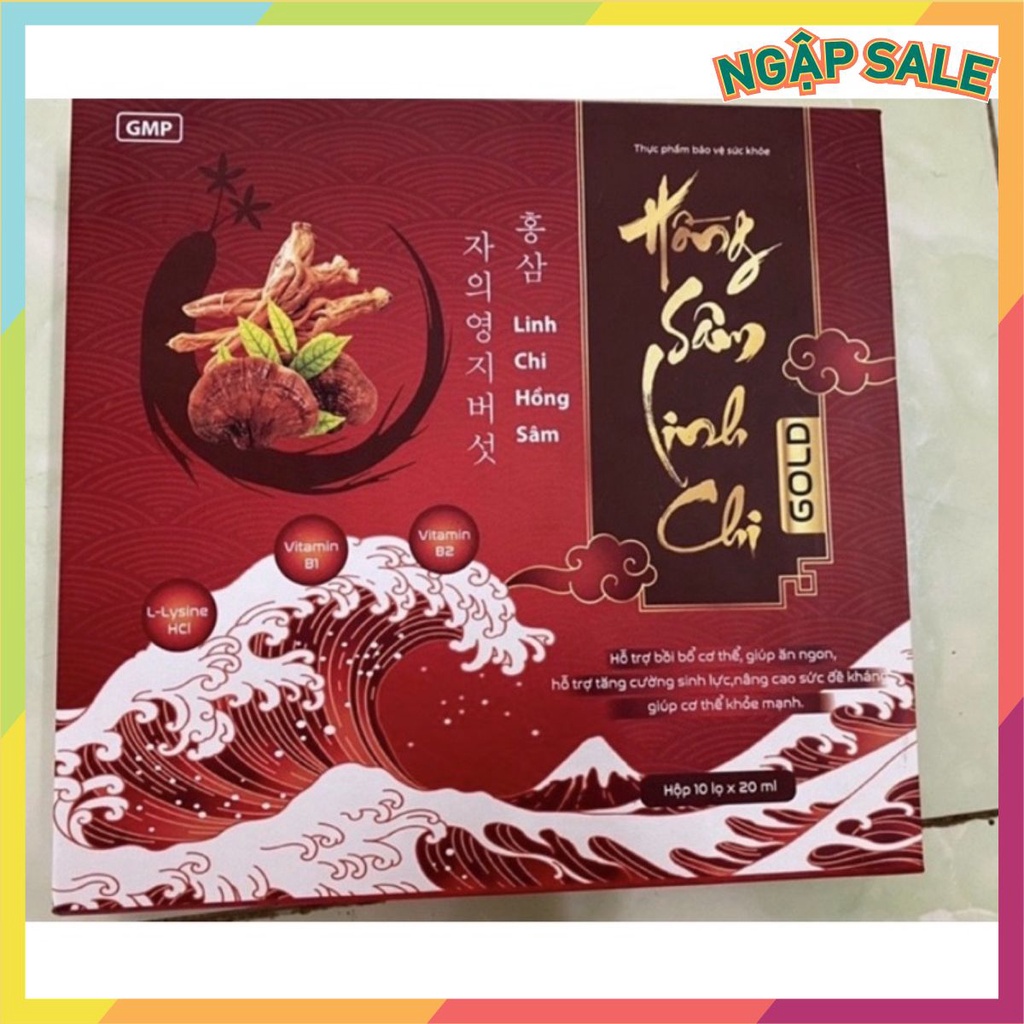 NGẬP SALE
GMP
Thực phẩm bảo vệ sức khỏe
Hồng
Sâm
Linh
Chi
GOLD
홍삼
자의영지버섯
Linh
Chi
Hồng
Sâm
Vitamin
B1
Vitamin
B2
L-Lysine
HCl
Hỗ trợ bồi bổ cơ thể, giúp ăn ngon,
hỗ trợ tăng cường sinh lực,nâng cao sức đề kháng
giúp cơ thể khỏe mạnh.
Hộp 10 lọ x 20 ml